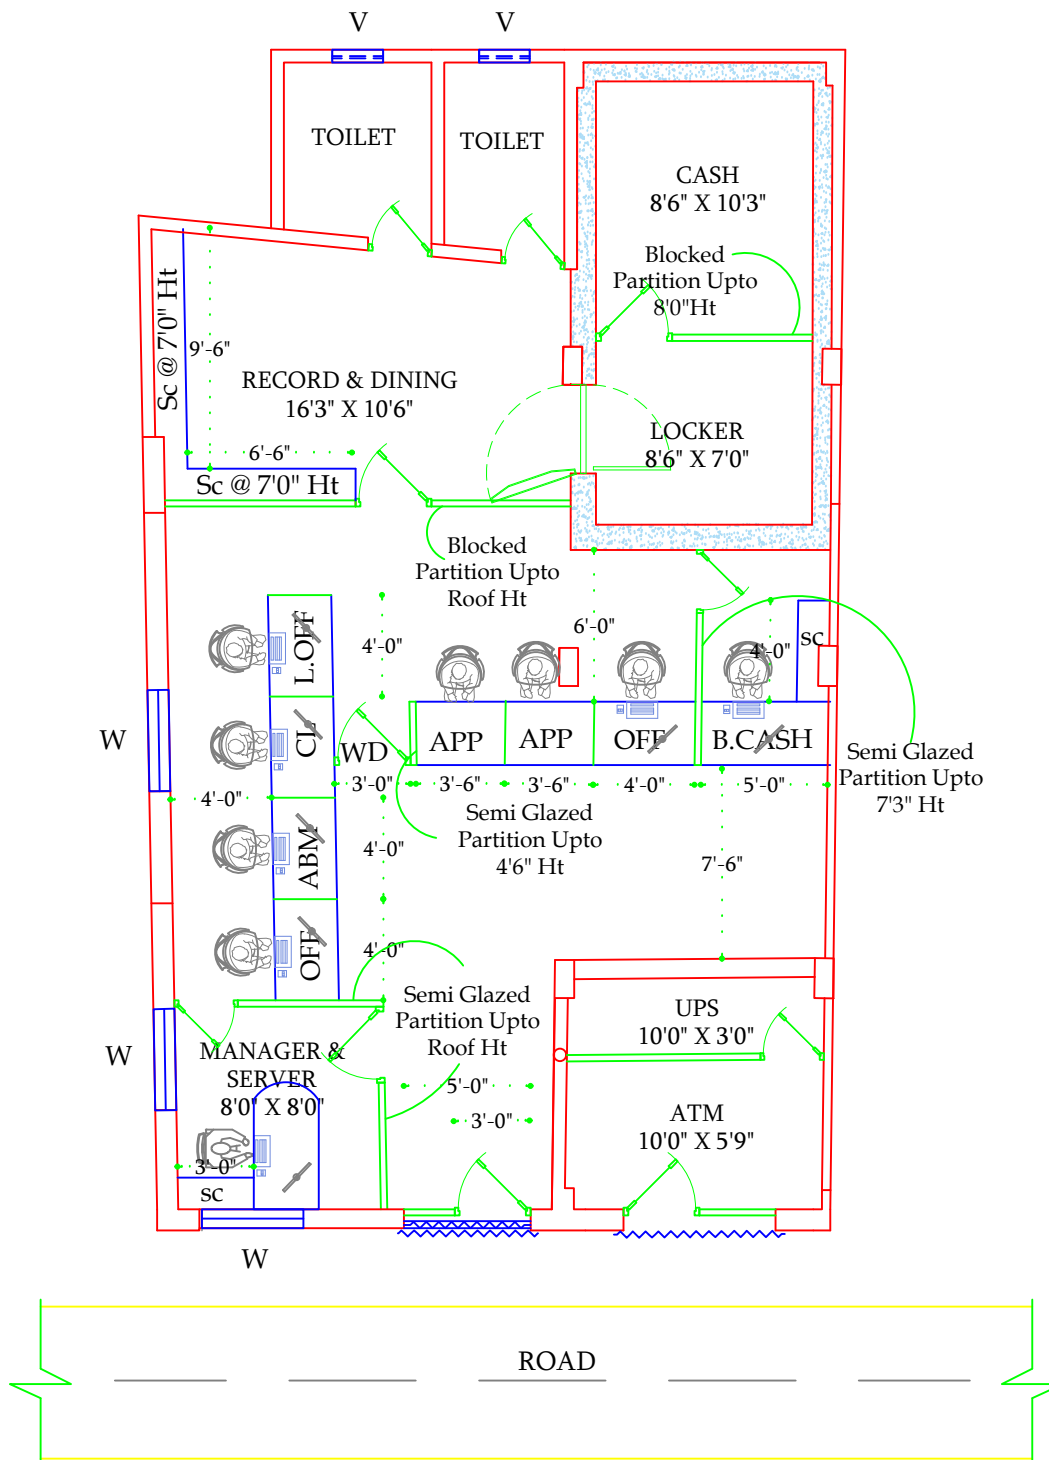 V
V
TOILET
TOILET
CASH
8'6" X 10'3"
Blocked
Partition Upto
8'0"Ht
Sc @ 7'0" Ht
9'-6"
RECORD & DINING
16'3" X 10'6"
LOCKER
8'6" X 7'0"
6'-6"
Sc @ 7'0" Ht
Blocked
Partition Upto
Roof Ht
L.OFF
4'-0"
6'-0"
4'-0"
sc
W
CL
WD
APP
APP
OFF
B.CASH
Semi Glazed
Partition Upto
7'3" Ht
4'-0"
3'-0"
3'-6"
3'-6"
4'-0"
5'-0"
Semi Glazed
Partition Upto
4'6" Ht
ABM
4'-0"
7'-6"
OFF
4'-0"
Semi Glazed
Partition Upto
Roof Ht
UPS
10'0" X 3'0"
W
MANAGER &
SERVER
8'0" X 8'0"
5'-0"
3'-0"
ATM
10'0" X 5'9"
3'-0"
sc
W
ROAD